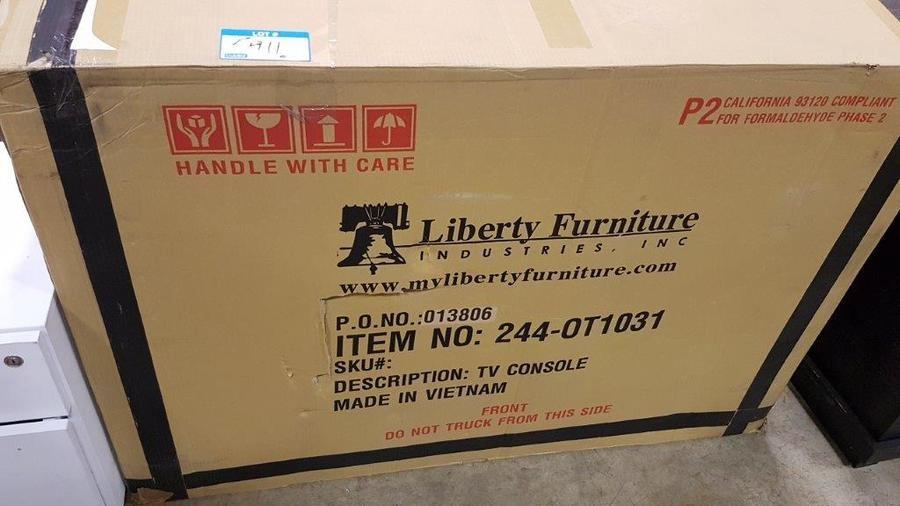 LOT #
HANDLE WITH CARE
P2 CALIFORNIA 93120 COMPLIANT
FOR FORMALDEHYDE PHASE 2
Liberty Furniture
INDUSTRIES, INC
www.mylibertyfurniture.com
P.O.NO.:013806
ITEM NO: 244-OT1031
SKU#:
DESCRIPTION: TV CONSOLE
MADE IN VIETNAM
FRONT
DO NOT TRUCK FROM THIS SIDE